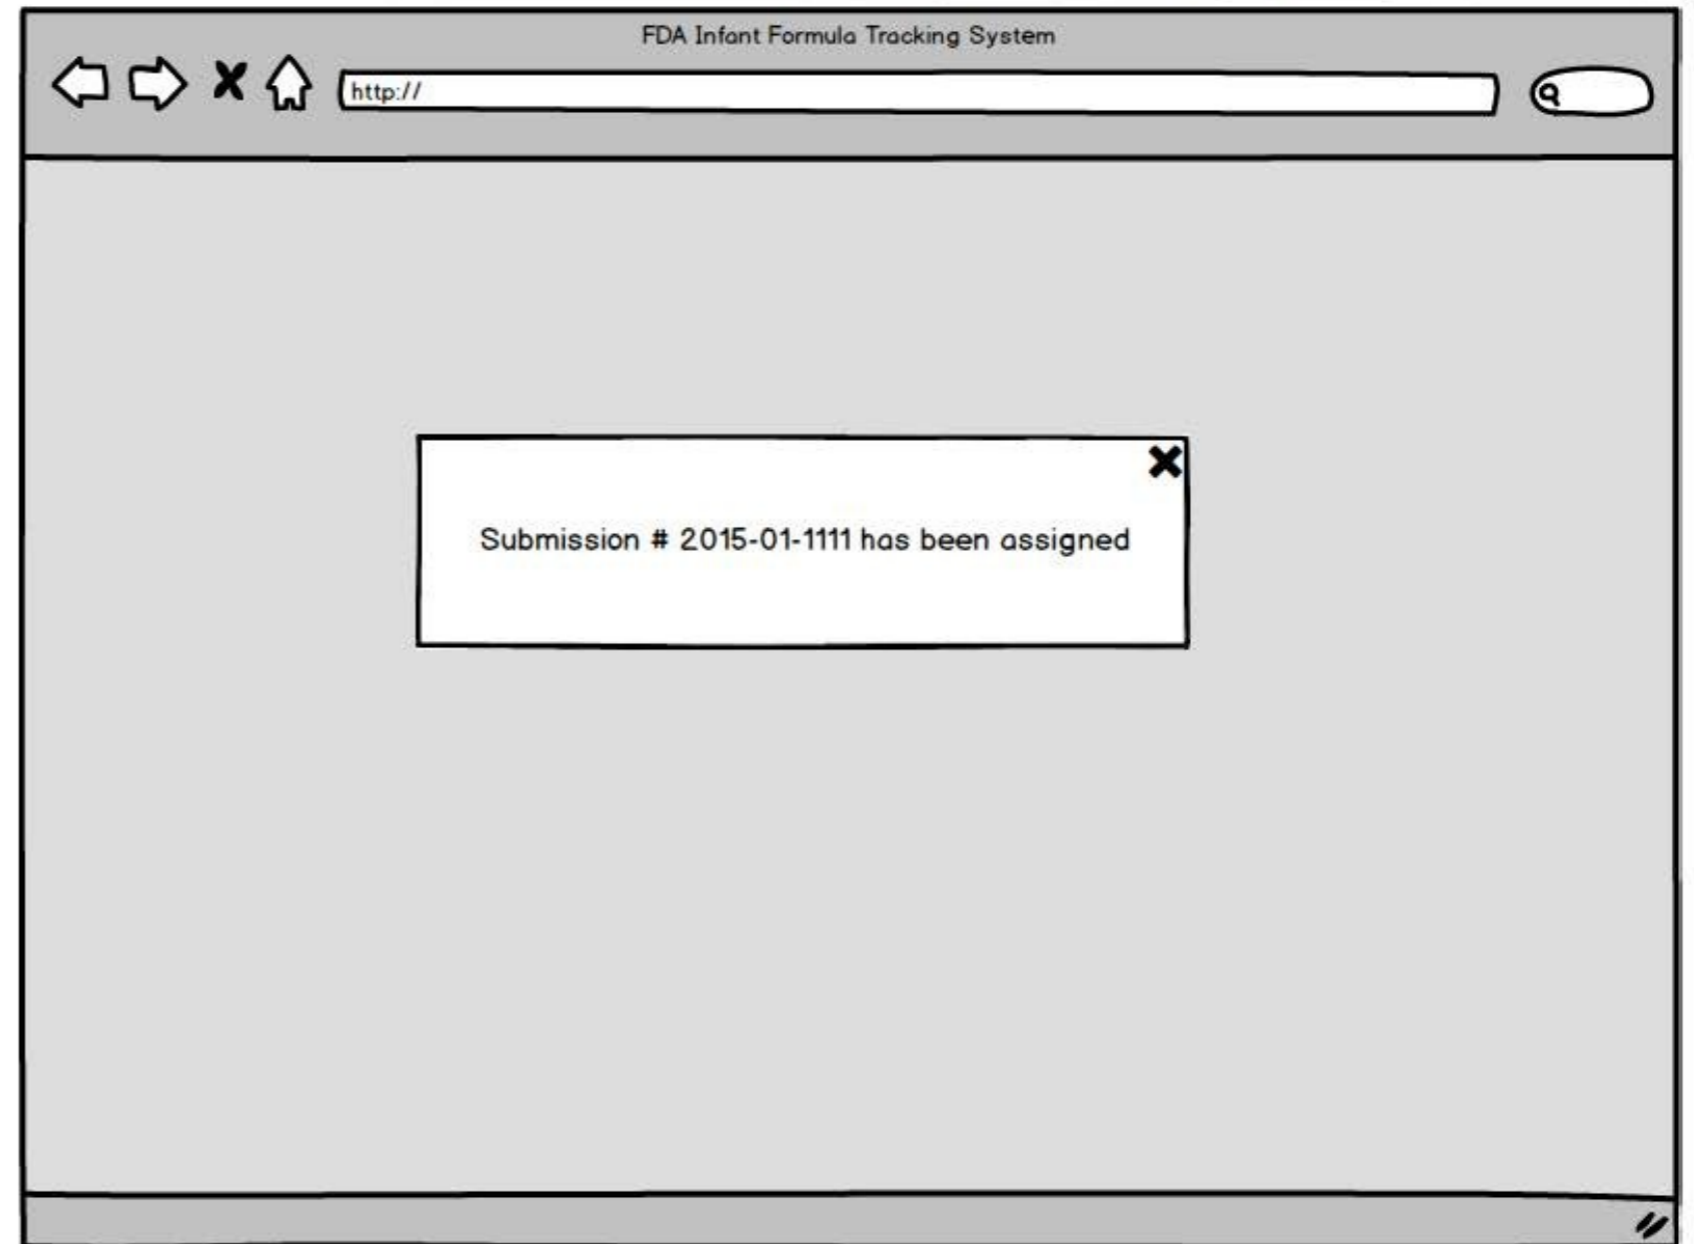 FDA Infant Formula Tracking System
http://
Submission # 2015-01-1111 has been assigned